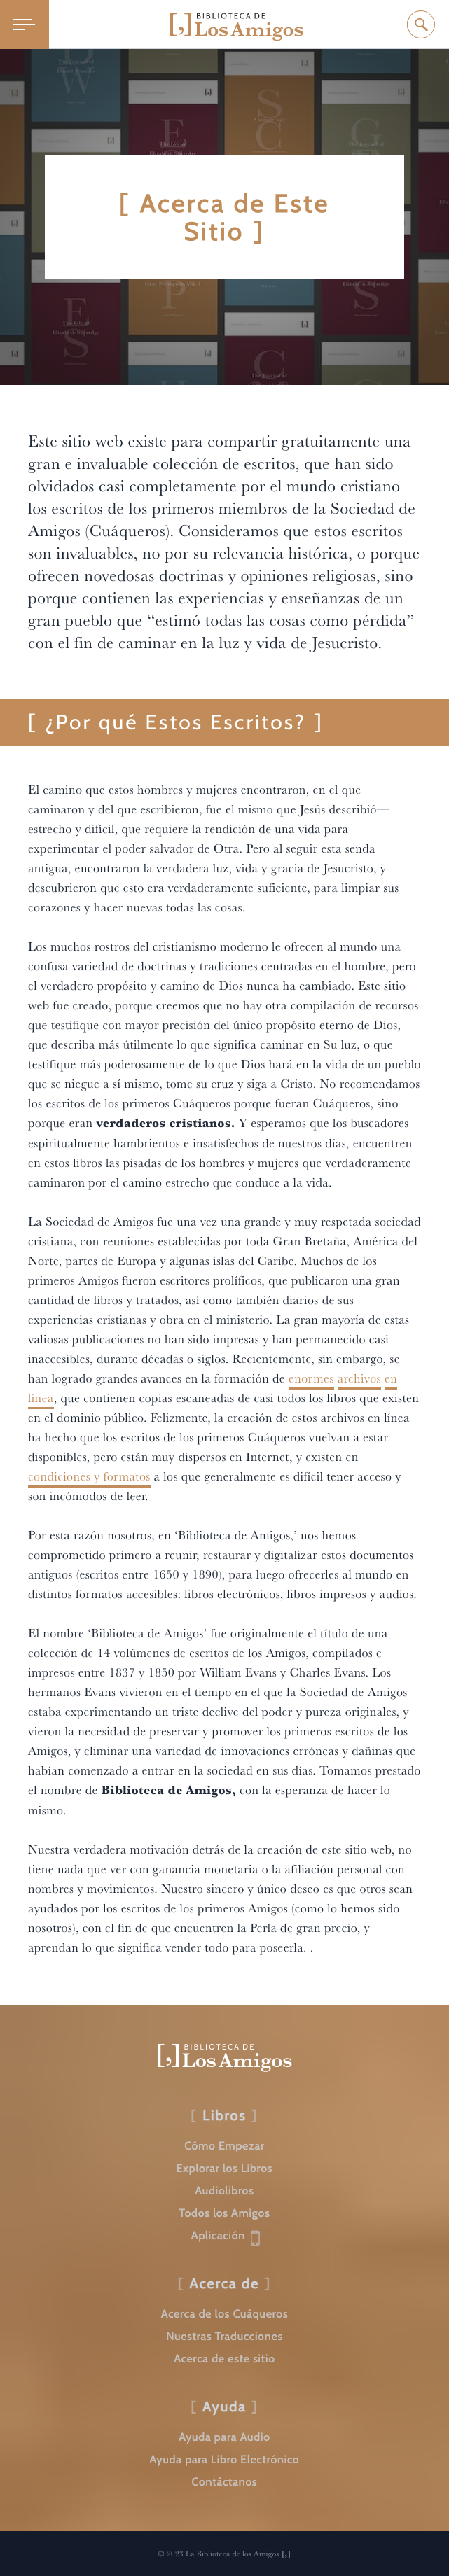 BIBLIOTECA DE
[,] Los Amigos
[ Acerca de Este
Sitio ]
Este sitio web existe para compartir gratuitamente una
gran e invaluable colección de escritos, que han sido
olvidados casi completamente por el mundo cristiano—
los escritos de los primeros miembros de la Sociedad de
Amigos (Cuáqueros). Consideramos que estos escritos
son invaluables, no por su relevancia histórica, o porque
ofrecen novedosas doctrinas y opiniones religiosas, sino
porque contienen las experiencias y enseñanzas de un
gran pueblo que “estimó todas las cosas como pérdida”
con el fin de caminar en la luz y vida de Jesucristo.
[ ¿Por qué Estos Escritos? ]
El camino que estos hombres y mujeres encontraron, en el que
caminaron y del que escribieron, fue el mismo que Jesús describió—
estrecho y difícil, que requiere la rendición de una vida para
experimentar el poder salvador de Otra. Pero al seguir esta senda
antigua, encontraron la verdadera luz, vida y gracia de Jesucristo, y
descubrieron que esto era verdaderamente suficiente, para limpiar sus
corazones y hacer nuevas todas las cosas.
Los muchos rostros del cristianismo moderno le ofrecen al mundo una
confusa variedad de doctrinas y tradiciones centradas en el hombre, pero
el verdadero propósito y camino de Dios nunca ha cambiado. Este sitio
web fue creado, porque creemos que no hay otra compilación de recursos
que testifique con mayor precisión del único propósito eterno de Dios,
que describa más útilmente lo que significa caminar en Su luz, o que
testifique más poderosamente de lo que Dios hará en la vida de un pueblo
que se niegue a sí mismo, tome su cruz y siga a Cristo. No recomendamos
los escritos de los primeros Cuáqueros porque fueran Cuáqueros, sino
porque eran verdaderos cristianos. Y esperamos que los buscadores
espiritualmente hambrientos e insatisfechos de nuestros días, encuentren
en estos libros las pisadas de los hombres y mujeres que verdaderamente
caminaron por el camino estrecho que conduce a la vida.
La Sociedad de Amigos fue una vez una grande y muy respetada sociedad
cristiana, con reuniones establecidas por toda Gran Bretaña, América del
Norte, partes de Europa y algunas islas del Caribe. Muchos de los
primeros Amigos fueron escritores prolíficos, que publicaron una gran
cantidad de libros y tratados, así como también diarios de sus
experiencias cristianas y obra en el ministerio. La gran mayoría de estas
valiosas publicaciones no han sido impresas y han permanecido casi
inaccesibles, durante décadas o siglos. Recientemente, sin embargo, se
han logrado grandes avances en la formación de enormes archivos en
línea, que contienen copias escaneadas de casi todos los libros que existen
en el dominio público. Felizmente, la creación de estos archivos en línea
ha hecho que los escritos de los primeros Cuáqueros vuelvan a estar
disponibles, pero están muy dispersos en Internet, y existen en
condiciones y formatos a los que generalmente es difícil tener acceso y
son incómodos de leer.
Por esta razón nosotros, en ‘Biblioteca de Amigos,’ nos hemos
comprometido primero a reunir, restaurar y digitalizar estos documentos
antiguos (escritos entre 1650 y 1890), para luego ofrecerles al mundo en
distintos formatos accesibles: libros electrónicos, libros impresos y audios.
El nombre ‘Biblioteca de Amigos’ fue originalmente el título de una
colección de 14 volúmenes de escritos de los Amigos, compilados e
impresos entre 1837 y 1850 por William Evans y Charles Evans. Los
hermanos Evans vivieron en el tiempo en el que la Sociedad de Amigos
estaba experimentando un triste declive del poder y pureza originales, y
vieron la necesidad de preservar y promover los primeros escritos de los
Amigos, y eliminar una variedad de innovaciones erróneas y dañinas que
habían comenzado a entrar en la sociedad en sus días. Tomamos prestado
el nombre de Biblioteca de Amigos, con la esperanza de hacer lo
mismo.
Nuestra verdadera motivación detrás de la creación de este sitio web, no
tiene nada que ver con ganancia monetaria o la afiliación personal con
nombres y movimientos. Nuestro sincero y único deseo es que otros sean
ayudados por los escritos de los primeros Amigos (como lo hemos sido
nosotros), con el fin de que encuentren la Perla de gran precio, y
aprendan lo que significa vender todo para poseerla. .
BIBLIOTECA DE
[,] Los Amigos
[ Libros ]
Cómo Empezar
Explorar los Libros
Audiolibros
Todos los Amigos
Aplicación
[ Acerca de ]
Acerca de los Cuáqueros
Nuestras Traducciones
Acerca de este sitio
[ Ayuda ]
Ayuda para Audio
Ayuda para Libro Electrónico
Contáctanos
© 2023 La Biblioteca de los Amigos [,]